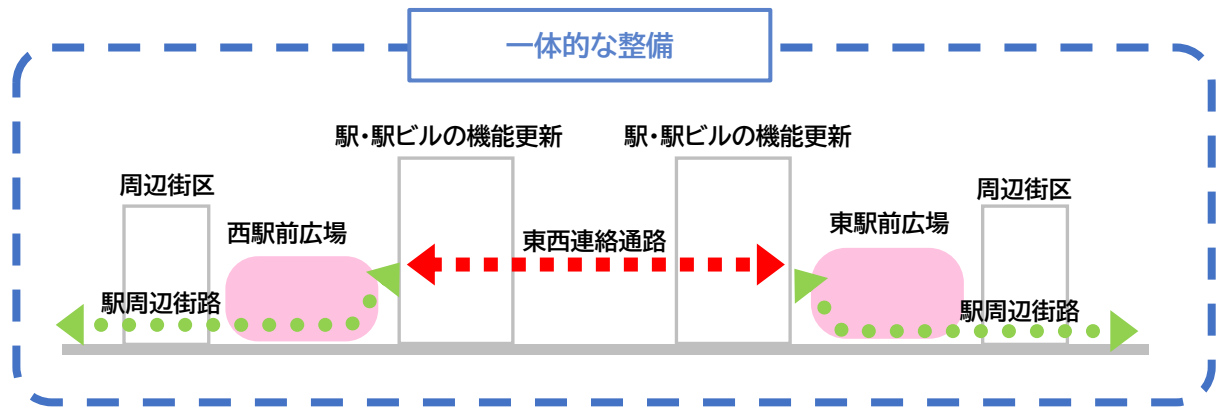 一体的な整備
駅・駅ビルの機能更新
駅・駅ビルの機能更新
周辺街区
周辺街区
西駅前広場
東西連絡通路
東駅前広場
駅周辺街路
駅周辺街路